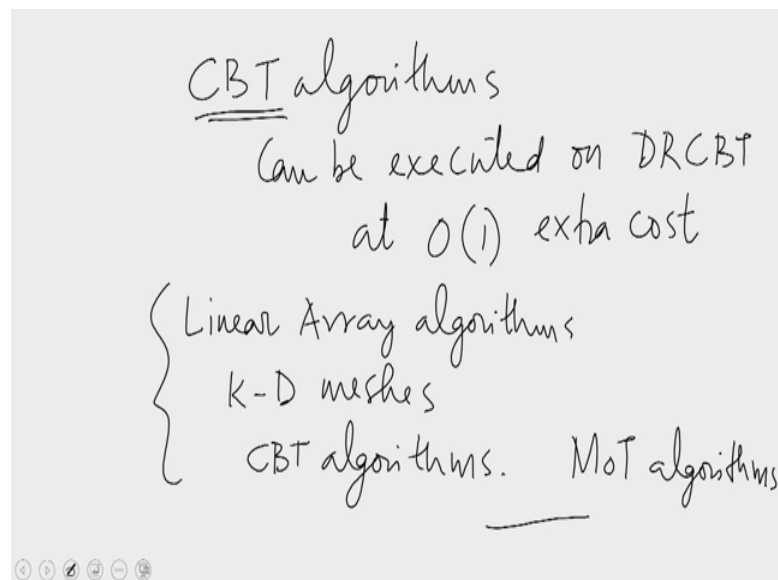 CBT algorithms
Can be executed on DRCBT
at O(1) extra cost
Linear Array algorithms
K-D meshes
CBT algorithms. MoT algorithms